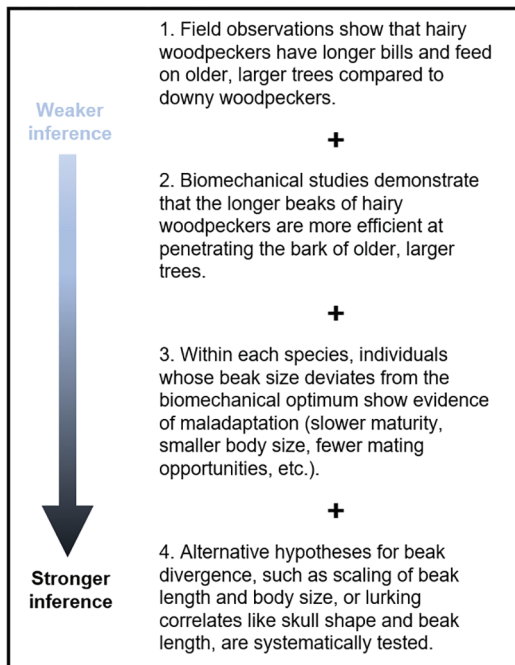 1. Field observations show that hairy
woodpeckers have longer bills and feed
on older, larger trees compared to
downy woodpeckers.
Weaker
inference
+
2. Biomechanical studies demonstrate
that the longer beaks of hairy
woodpeckers are more efficient at
penetrating the bark of older, larger
trees.
+
3. Within each species, individuals
whose beak size deviates from the
biomechanical optimum show evidence
of maladaptation (slower maturity,
smaller body size, fewer mating
opportunities, etc.).
+
4. Alternative hypotheses for beak
divergence, such as scaling of beak
length and body size, or lurking
correlates like skull shape and beak
length, are systematically tested.
Stronger
inference